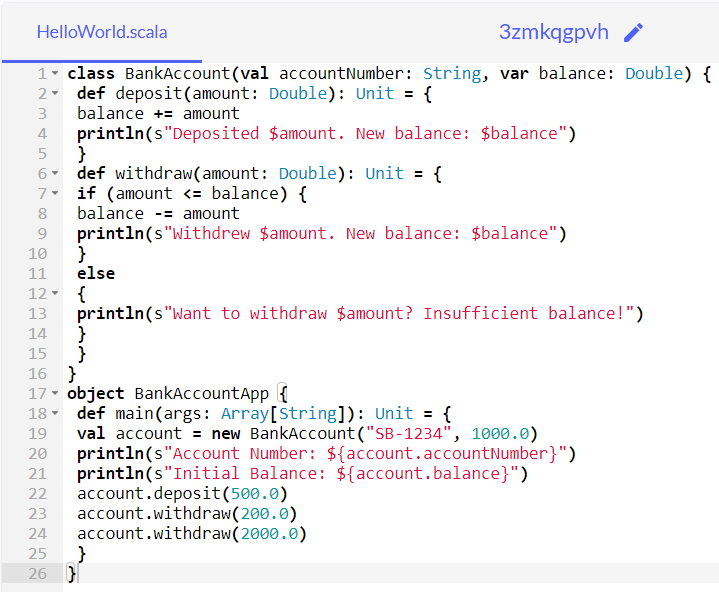 HelloWorld.scala
3zmkqgpvh
1 class BankAccount(val accountNumber: String, var balance: Double) {
2  def deposit(amount: Double): Unit = {
3  balance += amount
4  println(s"Deposited $amount. New balance: $balance")
5  }
6  def withdraw(amount: Double): Unit = {
7  if (amount <= balance) {
8  balance -= amount
9  println(s"Withdrew $amount. New balance: $balance")
10  }
11  else
12  {
13  println(s"Want to withdraw $amount? Insufficient balance!")
14  }
15  }
16 }
17 object BankAccountApp {
18  def main(args: Array[String]): Unit = {
19  val account = new BankAccount("SB-1234", 1000.0)
20  println(s"Account Number: ${account.accountNumber}")
21  println(s"Initial Balance: ${account.balance}")
22  account.deposit(500.0)
23  account.withdraw(200.0)
24  account.withdraw(2000.0)
25  }
26 }